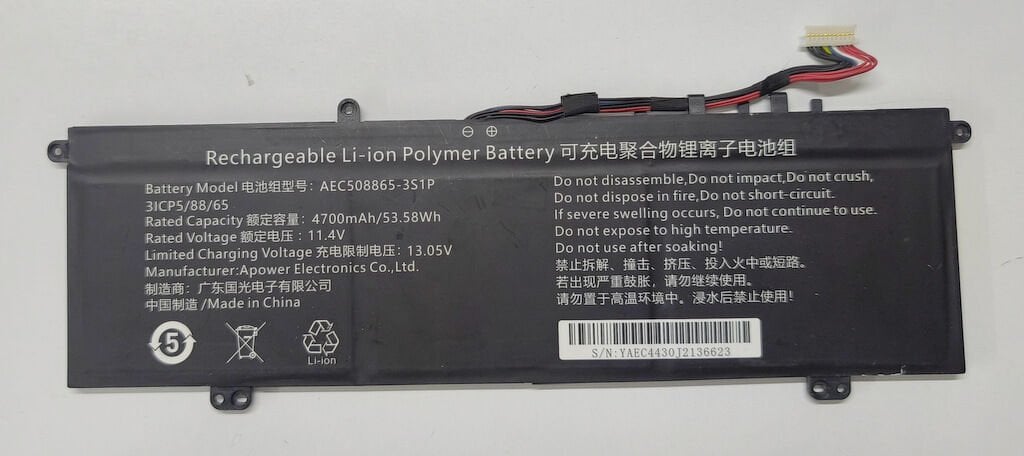 ⊖ ⊕
Rechargeable Li-ion Polymer Battery 可充电聚合物锂离子电池组
Battery Model 电池组型号: AEC508865-3S1P
3ICP5/88/65
Rated Capacity 额定容量: 4700mAh/53.58Wh
Rated Voltage 额定电压 : 11.4V
Limited Charging Voltage 充电限制电压 : 13.05V
Manufacturer:Apower Electronics Co.,Ltd.
制造商：广东国光电子有限公司
中国制造 /Made in China
5
Li-ion
Do not disassemble,Do not impact,Do not crush,
Do not dispose in fire,Do not short-circuit.
If severe swelling occurs, Do not continue to use.
Do not expose to high temperature.
Do not use after soaking!
禁止拆解、撞击、挤压、投入火中或短路。
若出现严重鼓胀，请勿继续使用。
请勿置于高温环境中。浸水后禁止使用！
S/N:YAEC4430J2136623